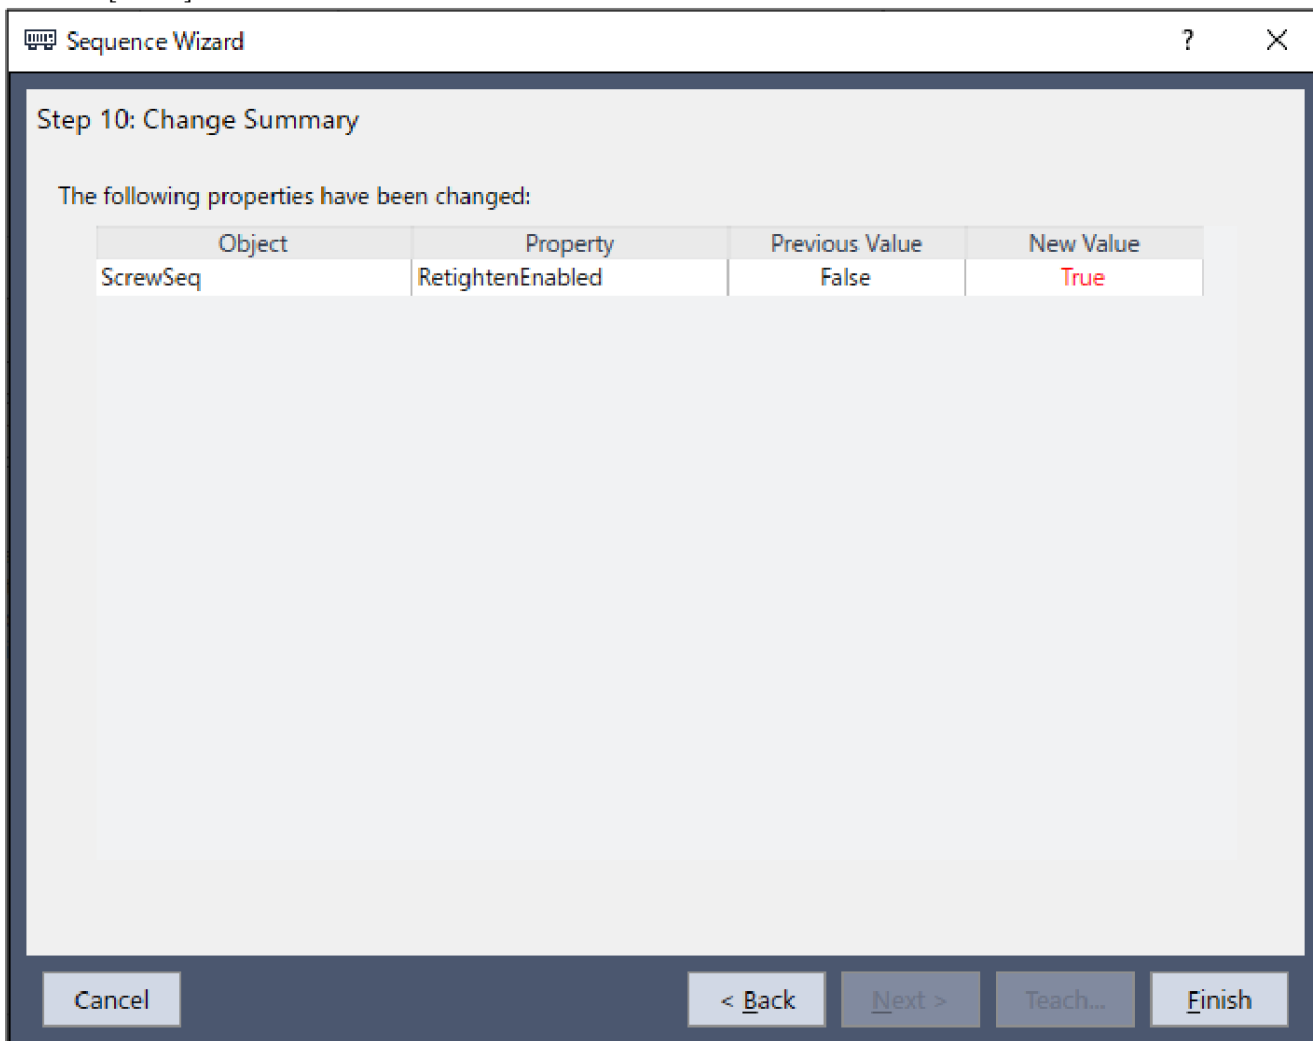 Sequence Wizard ?
Step 10: Change Summary
The following properties have been changed:
Object Property Previous Value New Value
ScrewSeq RetightenEnabled False True
Cancel < Back Next > Teach... Finish